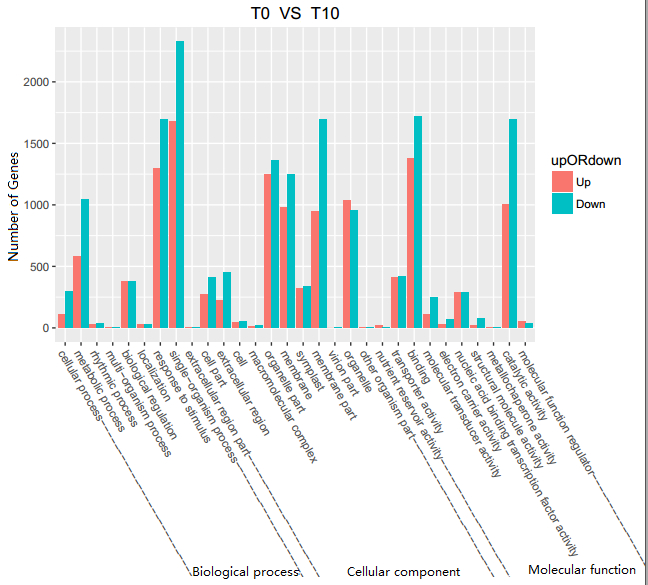 T0 VS T10
Number of Genes
2000
1500
1000
500
0
upORdown
Up
Down
cellular process
metabolic process
rhythmic process
multi−organism process
biological regulation
localization
response to stimulus
single−organism process
extracellular region part
cell part
extracellular region
cell
macromolecular complex
organelle part
membrane
symplast
membrane part
virion part
organelle
other organism part
nutrient reservoir activity
transporter activity
binding
molecular transducer activity
electron carrier activity
nucleic acid binding transcription factor activity
structural molecule activity
metallochaperone activity
catalytic activity
molecular function regulator
Biological process
Cellular component
Molecular function